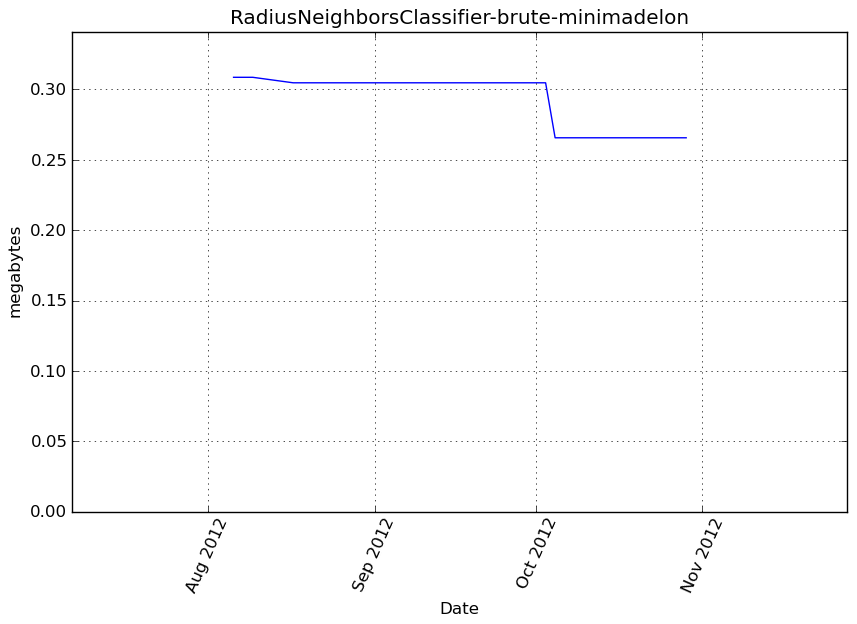 RadiusNeighborsClassifier-brute-minimadelon
0.30
0.25
0.20
0.15
0.10
0.05
0.00
megabytes
Aug 2012
Sep 2012
Oct 2012
Nov 2012
Date